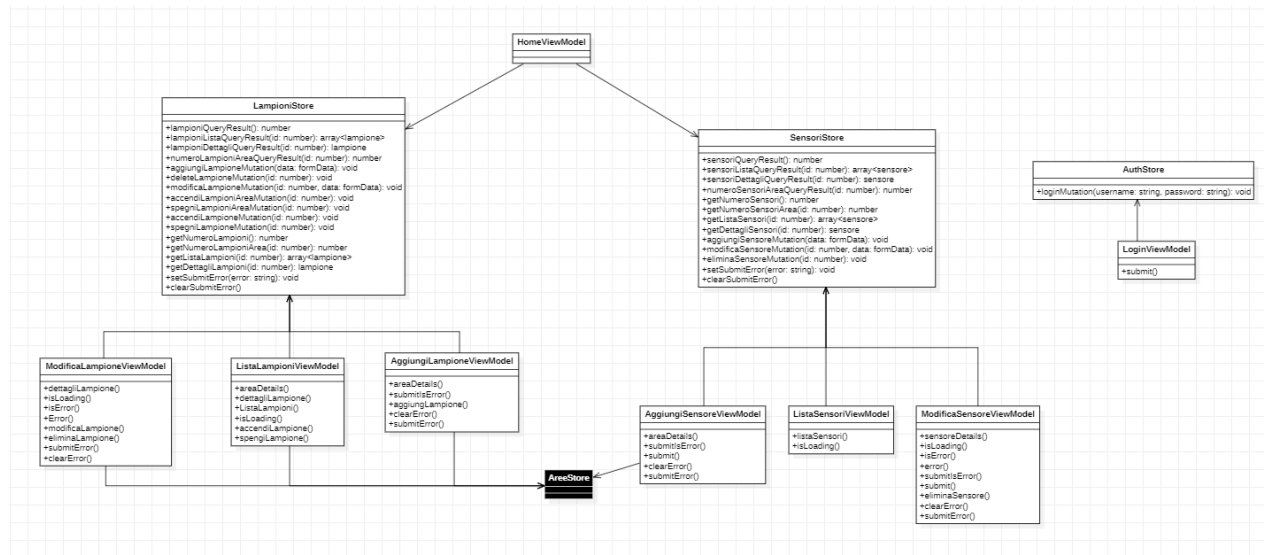 HomeViewModel
LampioniStore
+lampioniQueryResult(): number
+lampioniListaQueryResult(id: number): array<lampione>
+lampioniDettagliQueryResult(id: number): lampione
+numeroLampioniAreaQueryResult(id: number): number
+aggiungiLampioneMutation(data: formData): void
+deleteLampioneMutation(id: number): void
+modificaLampioneMutation(id: number, data: formData): void
+accendiLampioniAreaMutation(id: number): void
+spegniLampioniAreaMutation(id: number): void
+accendiLampioneMutation(id: number): void
+spegniLampioneMutation(id: number): void
+getNumeroLampioni(): number
+getNumeroLampioniArea(id: number): number
+getListaLampioni(id: number): array<lampione>
+getDettagliLampioni(id: number): lampione
+setSubmitError(error: string): void
+clearSubmitError()
SensoriStore
+sensoriQueryResult(): number
+sensoriListaQueryResult(id: number): array<sensore>
+sensoriDettagliQueryResult(id: number): sensore
+numeroSensoriAreaQueryResult(id: number): number
+getNumeroSensori(): number
+getNumeroSensoriArea(id: number): number
+getListaSensori(id: number): array<sensore>
+getDettagliSensori(id: number): sensore
+aggiungiSensoreMutation(data: formData): void
+modificaSensoreMutation(id: number, data: formData): void
+eliminaSensoreMutation(id: number): void
+setSubmitError(error: string): void
+clearSubmitError()
AuthStore
+loginMutation(username: string, password: string): void
LoginViewModel
+submit()
ModificaLampioneViewModel
+dettagliLampione()
+isLoading()
+isError()
+Error()
+modificaLampione()
+eliminaLampione()
+submitError()
+clearError()
ListaLampioniViewModel
+areaDetails()
+dettagliLampione()
+ListaLampioni()
+isLoading()
+accendiLampione()
+spengiLampione()
AggiungiLampioneViewModel
+areaDetails()
+submitIsError()
+aggiungLampione()
+clearError()
+submitError()
AggiungiSensoreViewModel
+areaDetails()
+submitIsError()
+submit()
+clearError()
+submitError()
ListaSensoriViewModel
+listaSensori()
+isLoading()
ModificaSensoreViewModel
+sensoreDetails()
+isLoading()
+isError()
+error()
+submitIsError()
+submit()
+eliminaSensore()
+clearError()
+submitError()
AreeStore